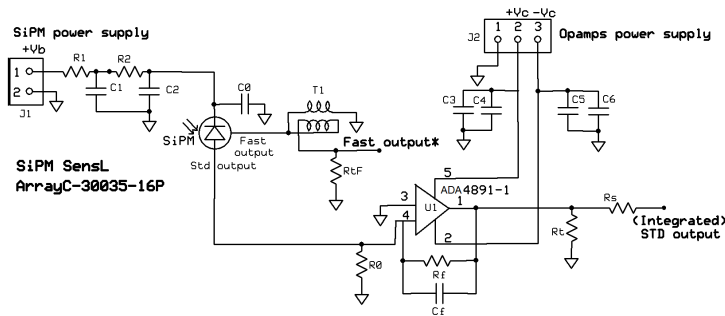 +Vc -Vc
SiPM power supply
J2
1 2 3
Opamps power supply
+Vb
R1
R2
1
2
J1
C1
C2
C0
T1
C3
C4
C5
C6
SiPM
Fast
output
Fast output*
Std output
SiPM SensL
ArrayC-30035-16P
RtF
5
ADA4891-1
3
U1
1
4
2
Rs
(Integrated)
STD output
Rt
R0
Rf
Cf